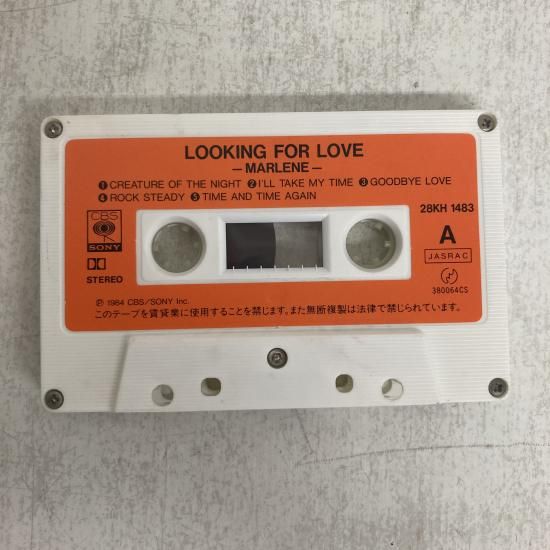 LOOKING FOR LOVE
—MARLENE—
❶CREATURE OF THE NIGHT ❷I'LL TAKE MY TIME ❸GOODBYE LOVE
❹ROCK STEADY ❺TIME AND TIME AGAIN
CBS
SONY
STEREO
28KH 1483
A
JASRAC
380064CS
Ⓟ 1984 CBS/SONY Inc.
このテープを賃貸業に使用することを禁じます。また無断複製は法律で禁じられています。